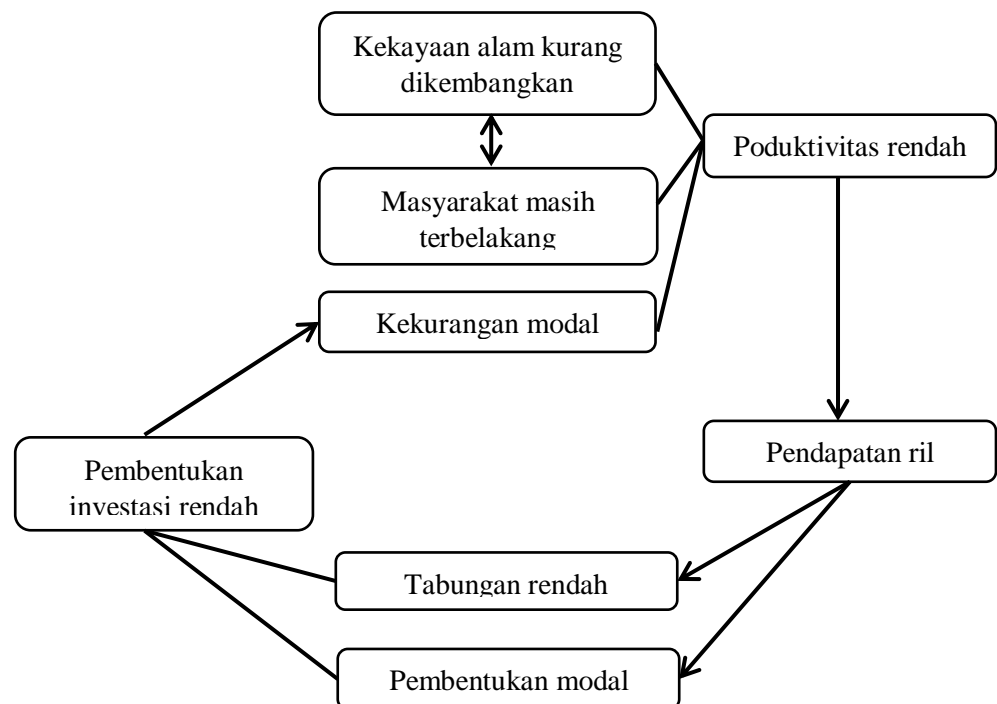 Kekayaan alam kurang
dikembangkan
Poduktivitas rendah
Masyarakat masih
terbelakang
Kekurangan modal
Pendapatan ril
Pembentukan
investasi rendah
Tabungan rendah
Pembentukan modal